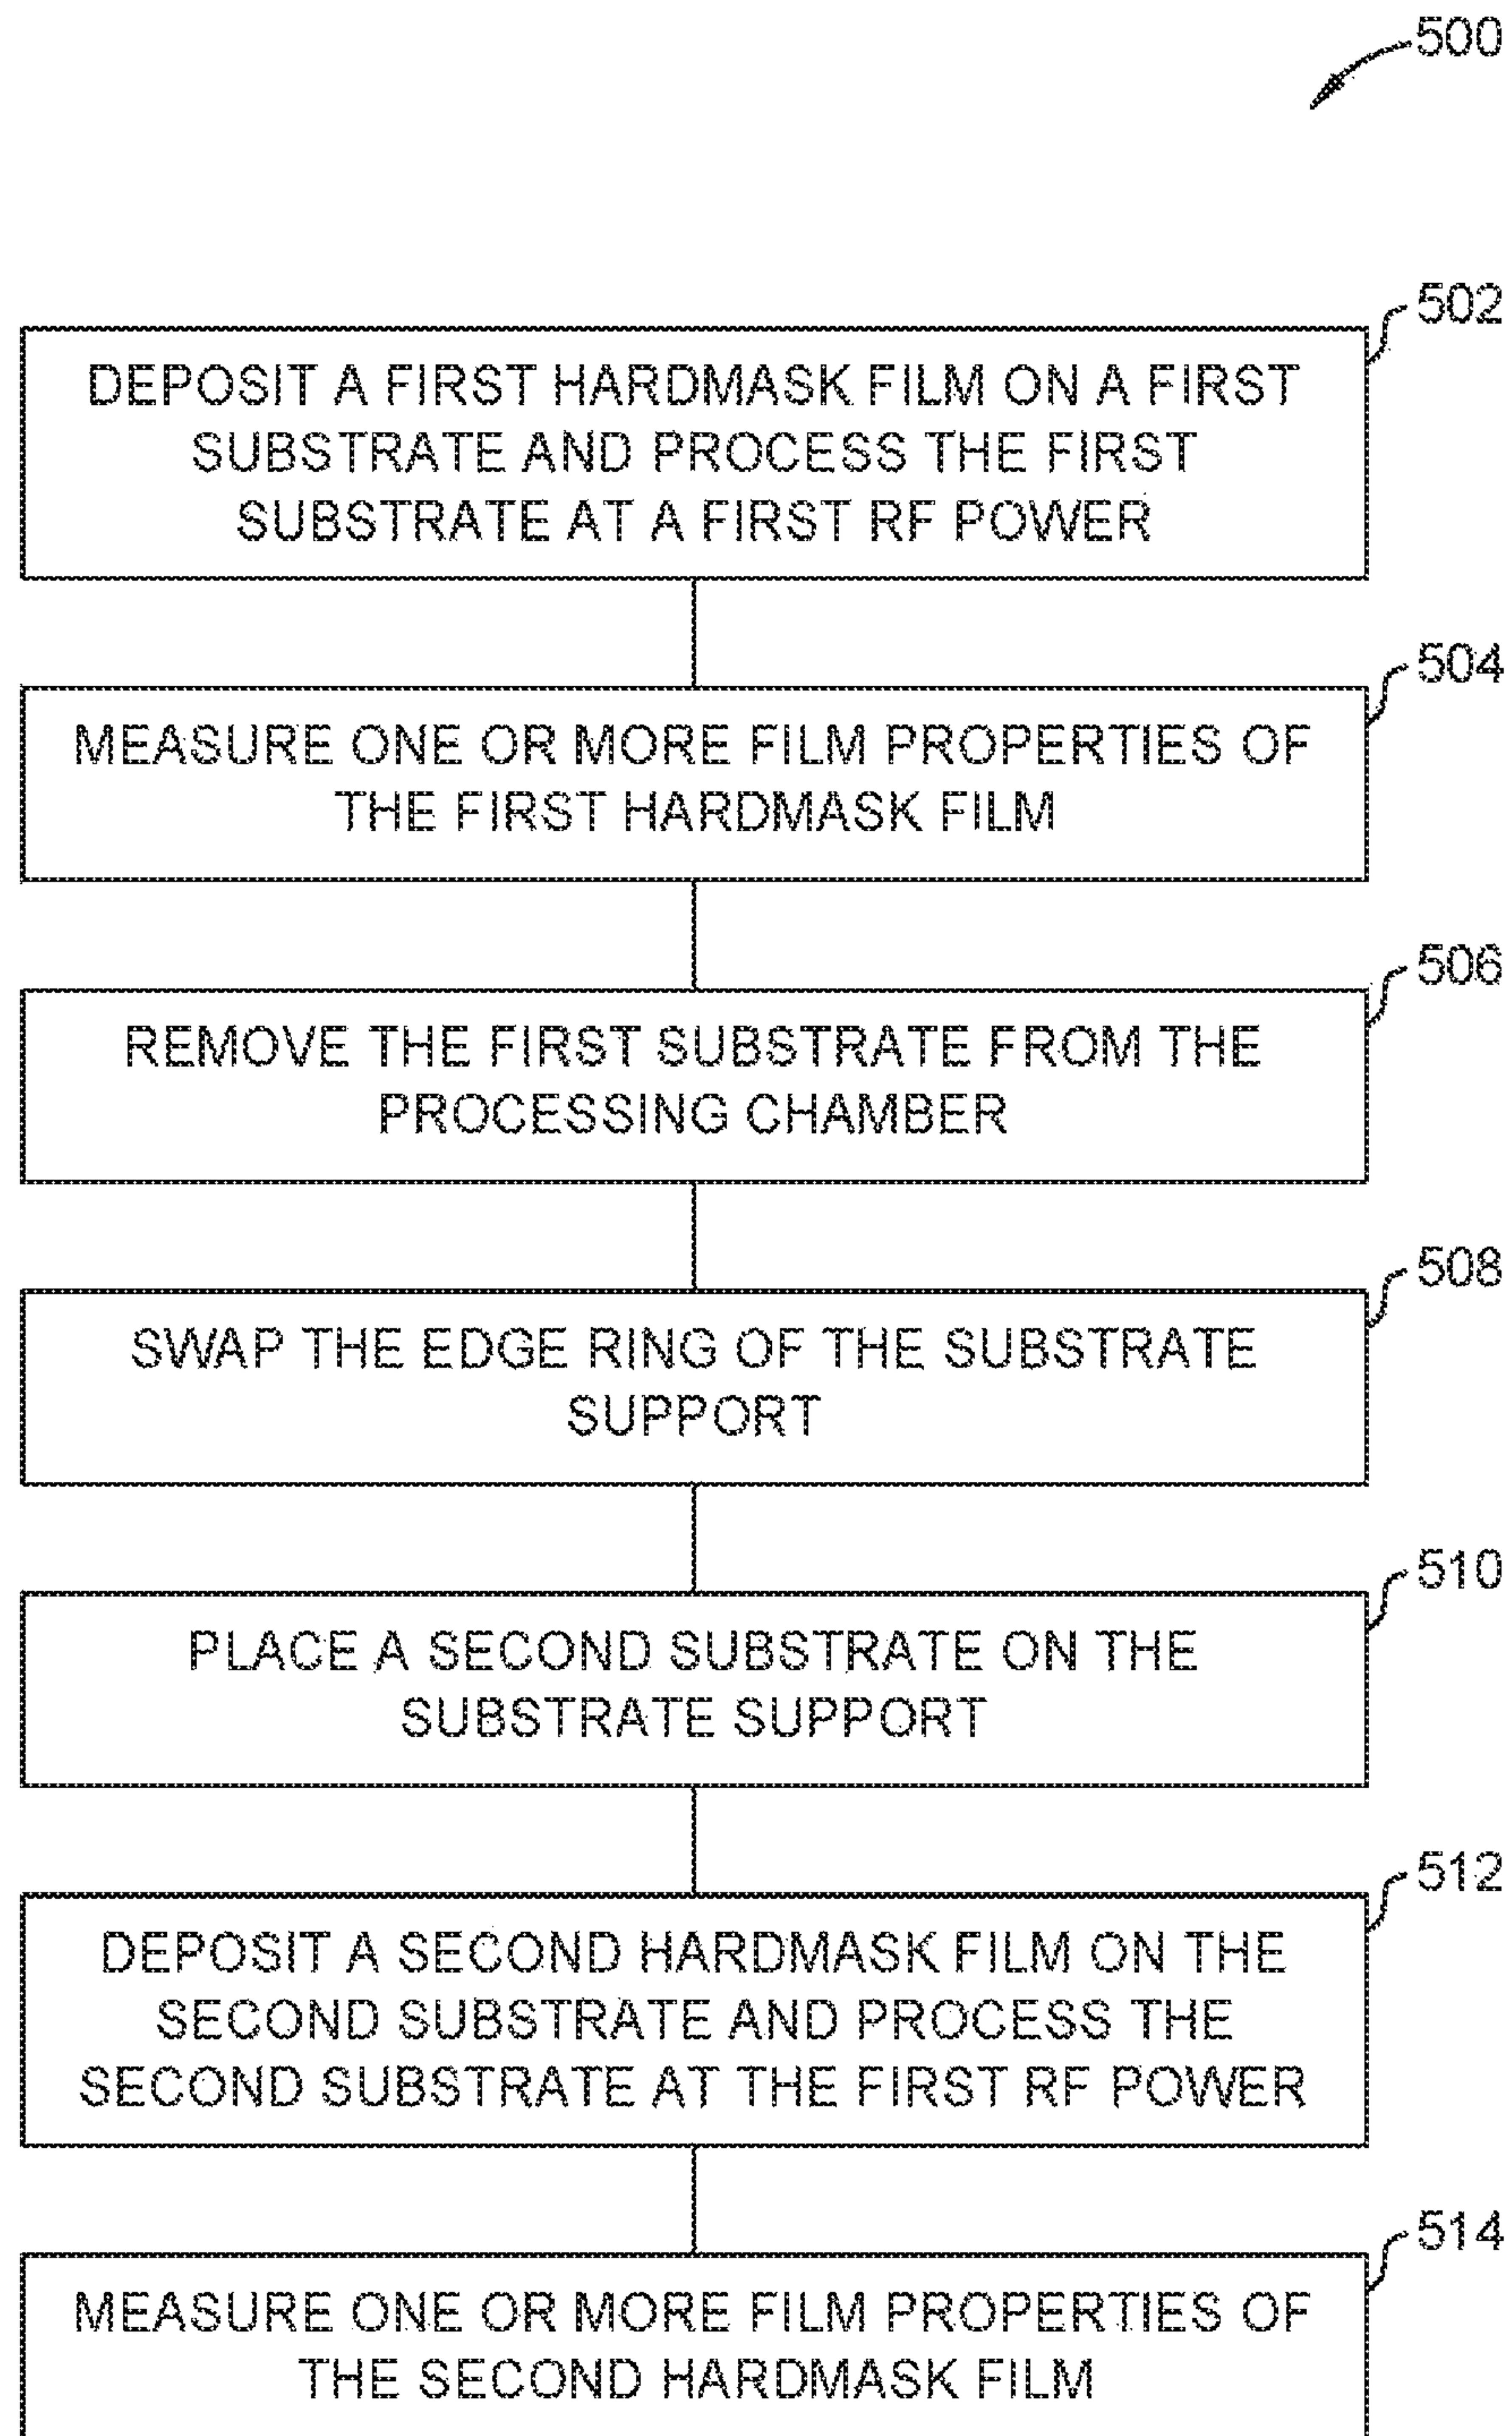 500
502
DEPOSIT A FIRST HARDMASK FILM ON A FIRST
SUBSTRATE AND PROCESS THE FIRST
SUBSTRATE AT A FIRST RF POWER
504
MEASURE ONE OR MORE FILM PROPERTIES OF
THE FIRST HARDMASK FILM
506
REMOVE THE FIRST SUBSTRATE FROM THE
PROCESSING CHAMBER
508
SWAP THE EDGE RING OF THE SUBSTRATE
SUPPORT
510
PLACE A SECOND SUBSTRATE ON THE
SUBSTRATE SUPPORT
512
DEPOSIT A SECOND HARDMASK FILM ON THE
SECOND SUBSTRATE AND PROCESS THE
SECOND SUBSTRATE AT THE FIRST RF POWER
514
MEASURE ONE OR MORE FILM PROPERTIES OF
THE SECOND HARDMASK FILM